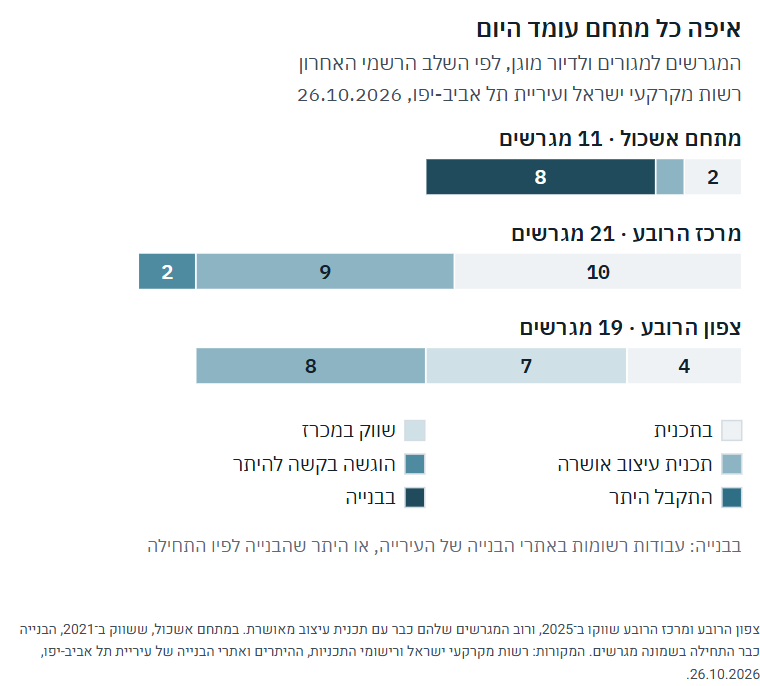 איפה כל מתחם עומד היום
המגרשים למגורים ולדיור מוגן, לפי השלב הרשמי האחרון
רשות מקרקעי ישראל ועיריית תל אביב-יפו, 26.10.2026
מתחם אשכול · 11 מגרשים
2 8
מרכז הרובע · 21 מגרשים
10 9 2
צפון הרובע · 19 מגרשים
4 7 8
בתכנית שווק במכרז
תכנית עיצוב אושרה הוגשה בקשה להיתר
התקבל היתר בבנייה
בבנייה: עבודות רשומות באתרי הבנייה של העירייה, או היתר שהבנייה לפיו התחילה
צפון הרובע ומרכז הרובע שווקו ב־2025, ורוב המגרשים שלהם כבר עם תכנית עיצוב מאושרת. במתחם אשכול, ששווק ב־2021, הבנייה
כבר התחילה בשמונה מגרשים. המקורות: רשות מקרקעי ישראל ורישומי התכניות, ההיתרים ואתרי הבנייה של עיריית תל אביב-יפו,
26.10.2026.